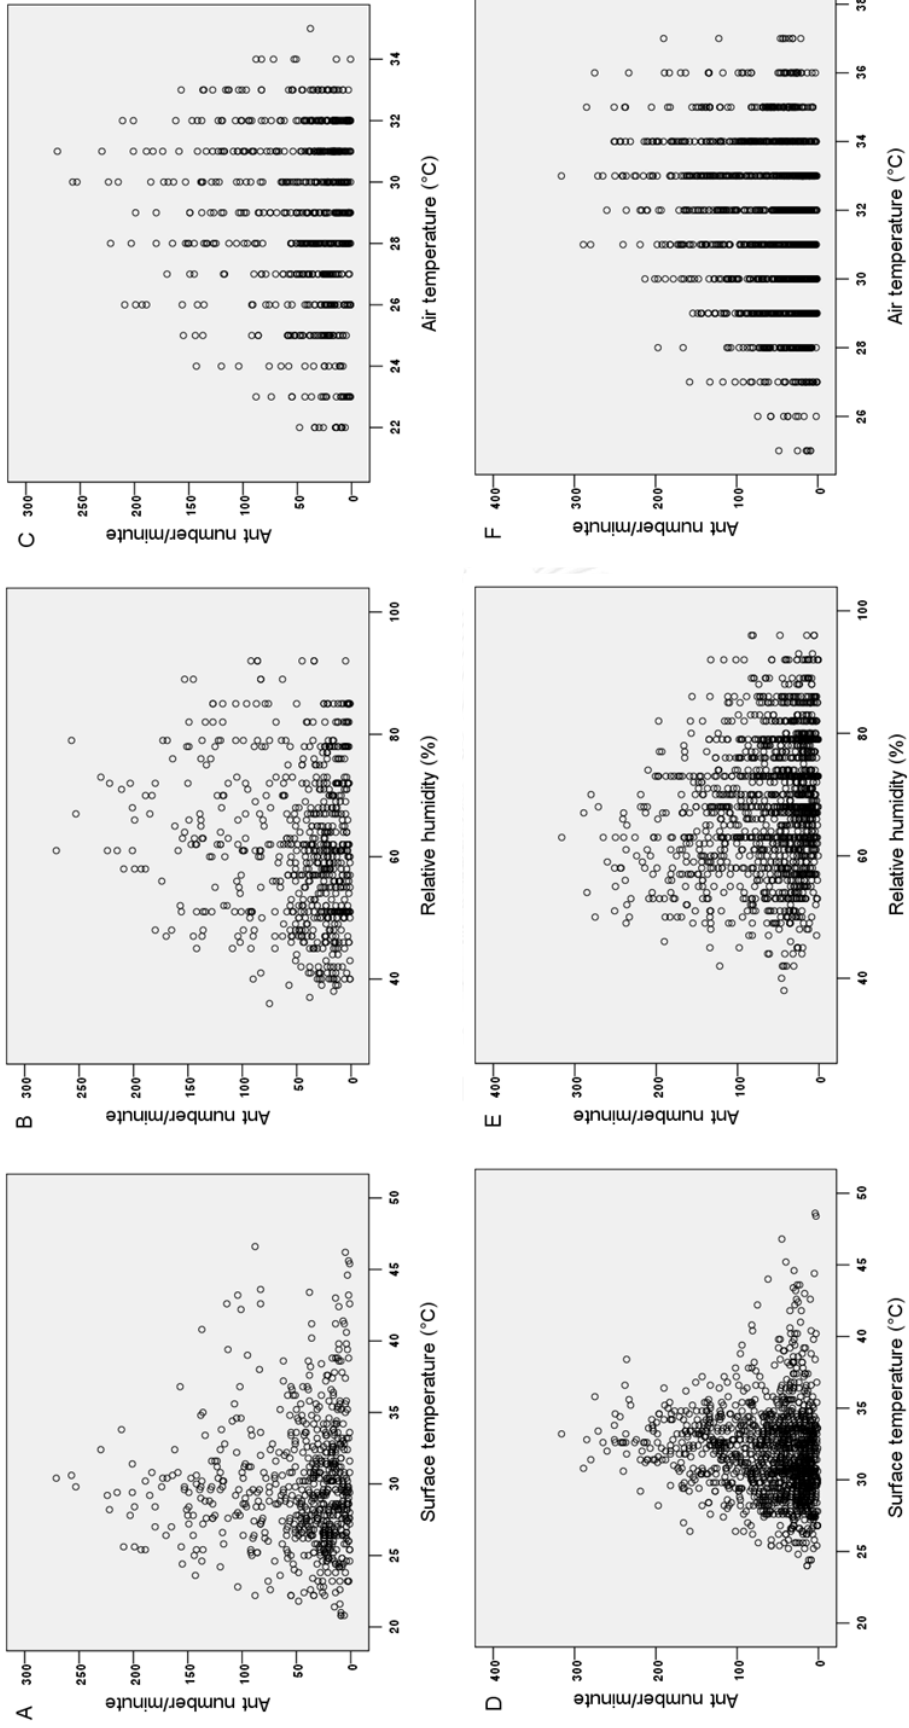 A
Ant number/minute
300
250
200
150
100
50
0
20 25 30 35 40 45 50
Surface temperature (°C)
B
Ant number/minute
300
250
200
150
100
50
0
40 60 80 100
Relative humidity (%)
C
Ant number/minute
300
250
200
150
100
50
0
22 24 26 28 30 32 34
Air temperature (°C)
D
Ant number/minute
400
300
200
100
0
20 25 30 35 40 45 50
Surface temperature (°C)
E
Ant number/minute
400
300
200
100
0
40 60 80 100
Relative humidity (%)
F
Ant number/minute
400
300
200
100
0
26 28 30 32 34 36 38
Air temperature (°C)